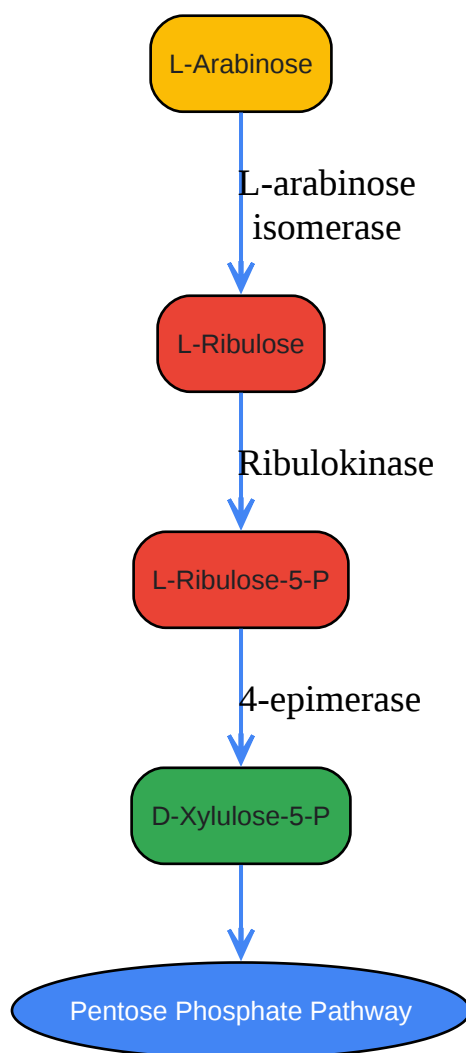 L-Arabinose
L-arabinose
isomerase
L-Ribulose
Ribulokinase
L-Ribulose-5-P
4-epimerase
D-Xylulose-5-P
Pentose Phosphate Pathway